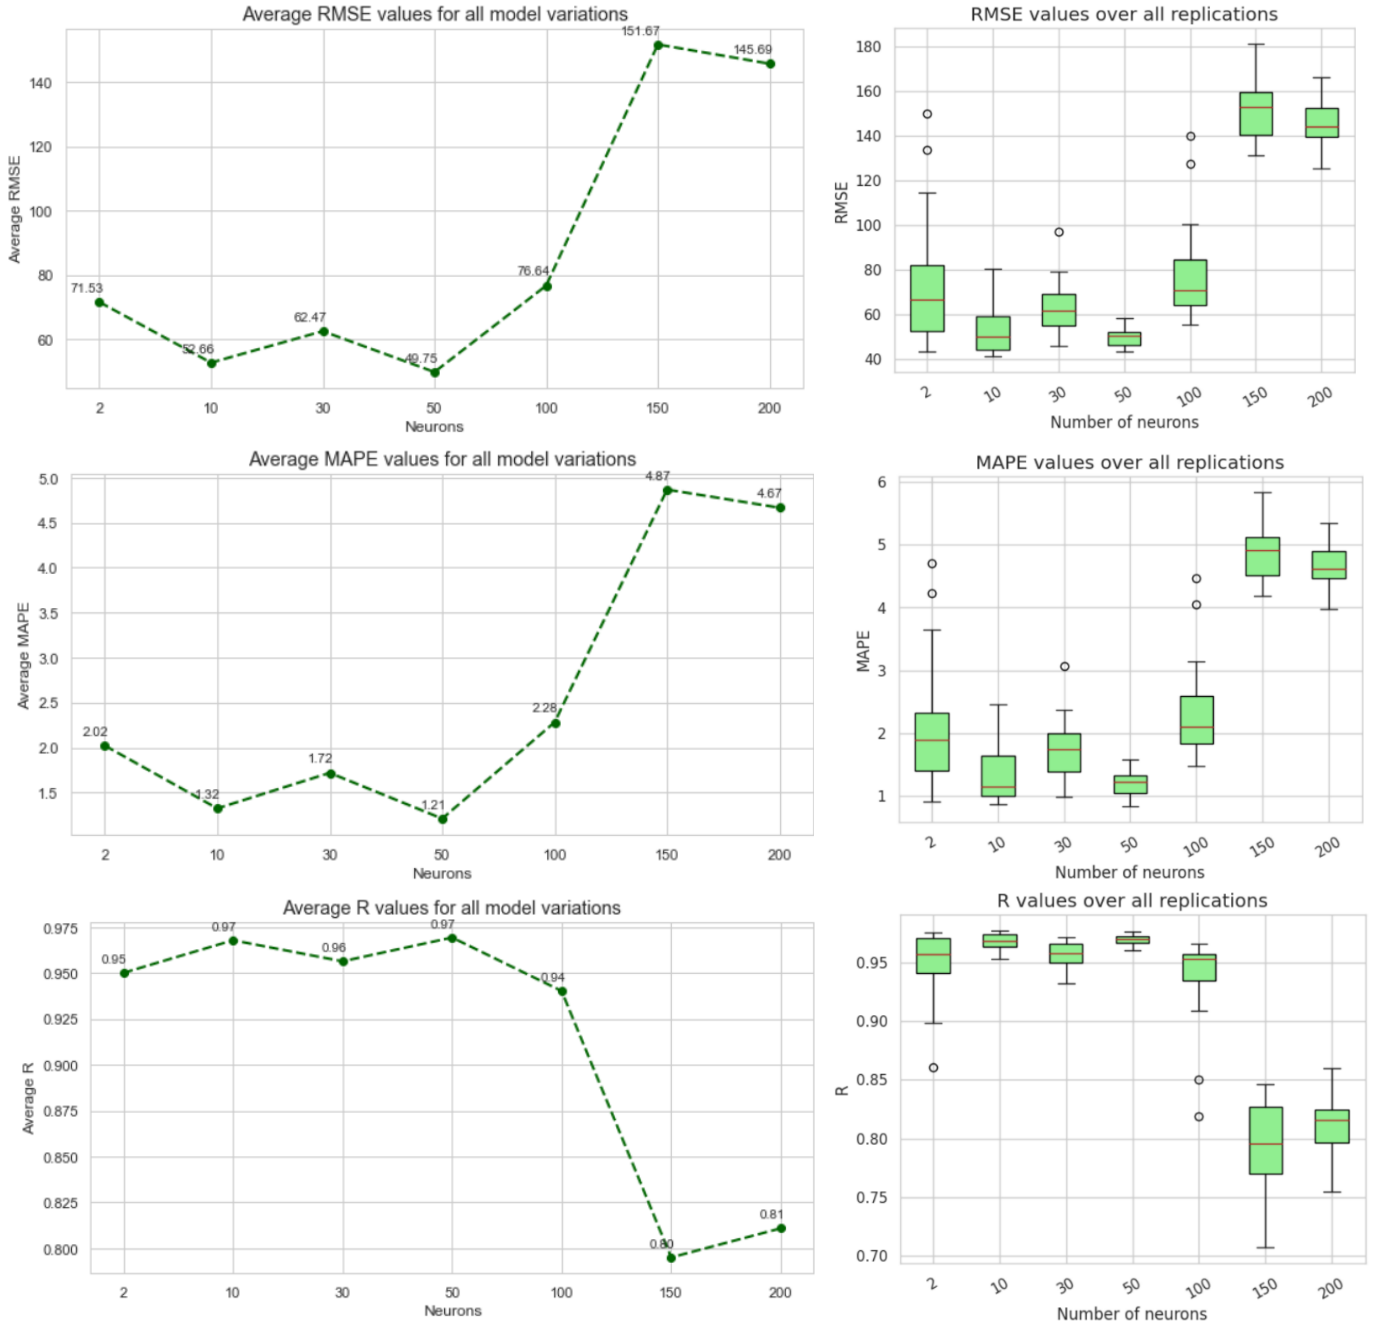 Average RMSE values for all model variations
Average RMSE
140
120
100
80
60
71.53
52.66
62.47
49.75
76.64
151.67
145.69
2 10 30 50 100 150 200
Neurons
RMSE values over all replications
RMSE
180
160
140
120
100
80
60
40
2 10 30 50 100 150 200
Number of neurons
Average MAPE values for all model variations
Average MAPE
5.0
4.5
4.0
3.5
3.0
2.5
2.0
1.5
2.02
1.32
1.72
1.21
2.28
4.87
4.67
2 10 30 50 100 150 200
Neurons
MAPE values over all replications
MAPE
6
5
4
3
2
1
2 10 30 50 100 150 200
Number of neurons
Average R values for all model variations
Average R
0.975
0.950
0.925
0.900
0.875
0.850
0.825
0.800
0.95
0.97
0.96
0.97
0.94
0.80
0.81
2 10 30 50 100 150 200
Neurons
R values over all replications
R
0.95
0.90
0.85
0.80
0.75
0.70
2 10 30 50 100 150 200
Number of neurons